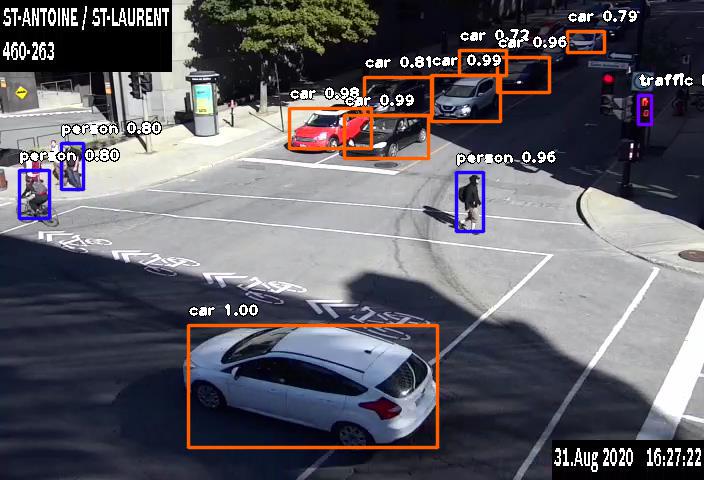 ST-ANTOINE / ST-LAURENT
460-263
car 0.79
car 0.72
car 0.96
car 0.81
car 0.99
traffic
car 0.98
car 0.99
person 0.80
person 0.80
person 0.96
car 1.00
31.Aug 2020 16:27:22